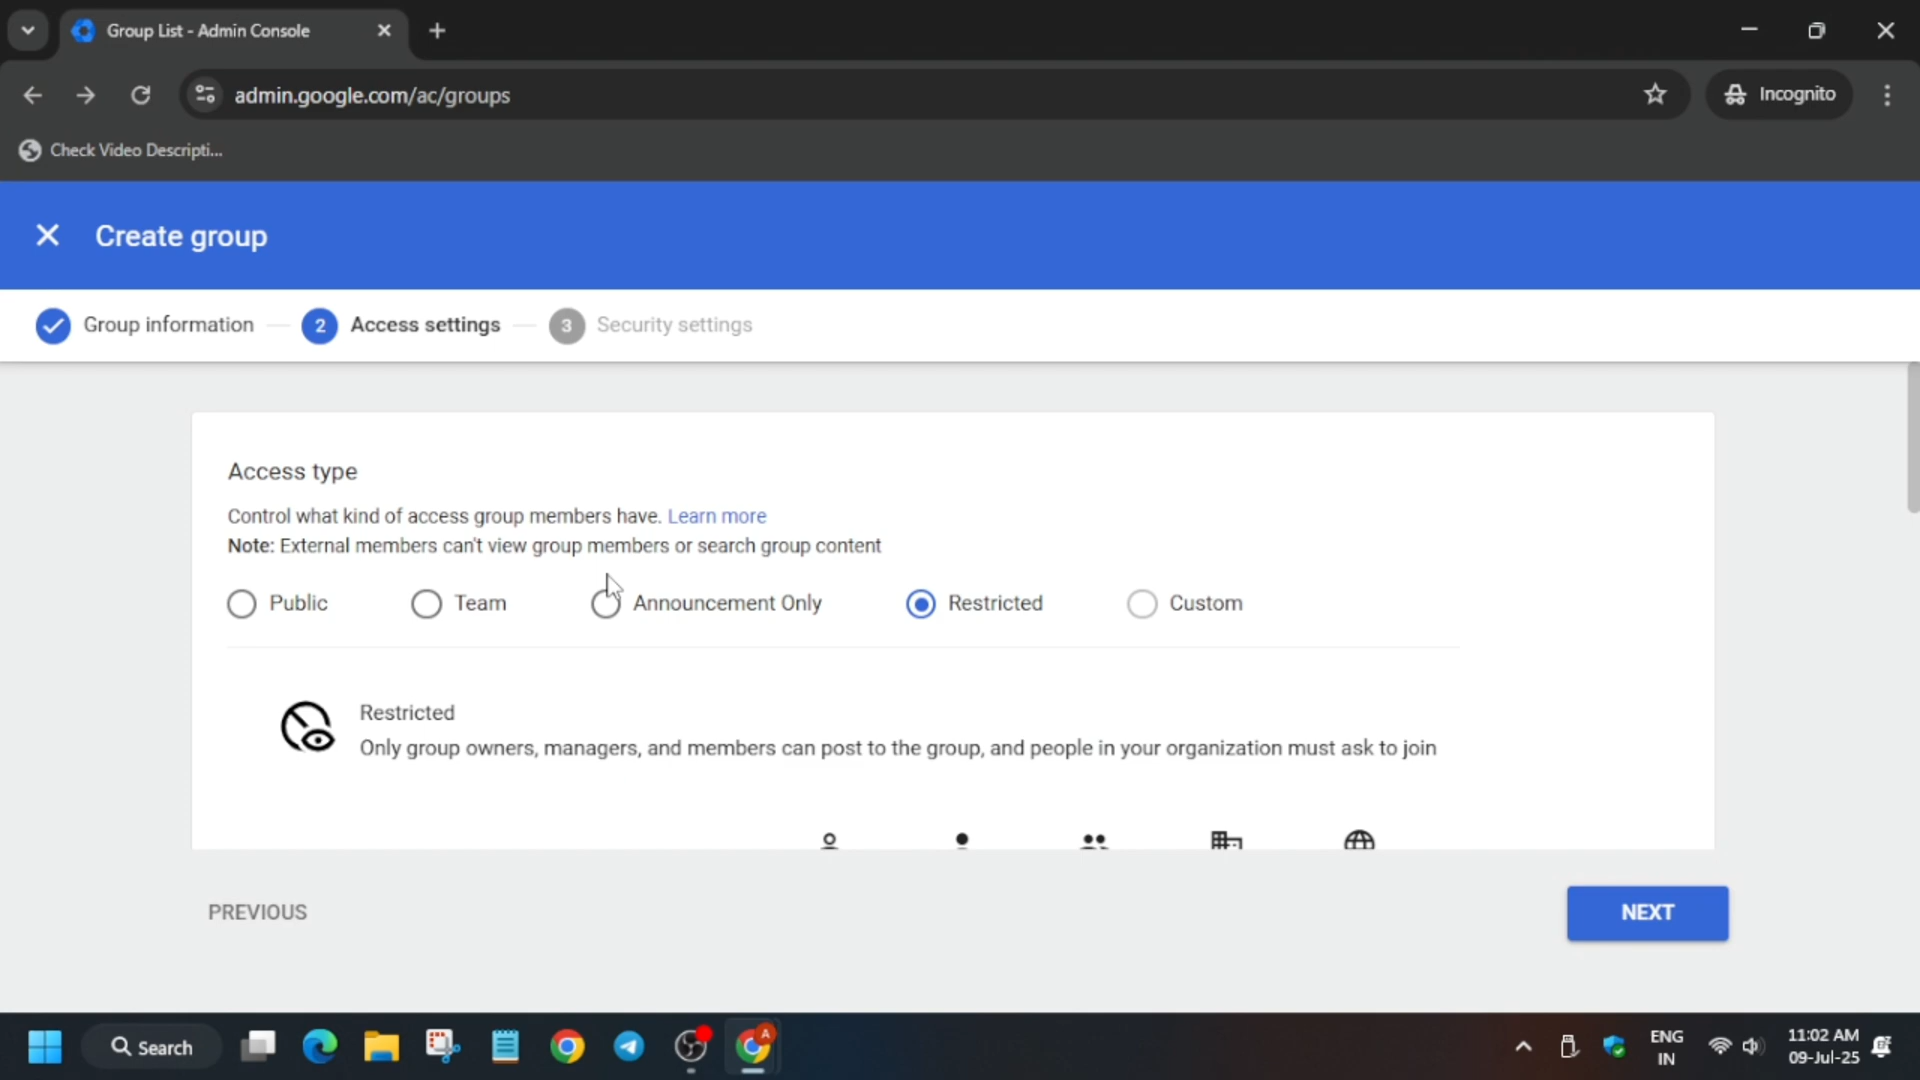 Group List - Admin Console
admin.google.com/ac/groups
Incognito
Check Video Descripti...
Create group
Group information
2 Access settings
3 Security settings
Access type
Control what kind of access group members have. Learn more
Note: External members can't view group members or search group content
Public
Team
Announcement Only
Restricted
Custom
Restricted
Only group owners, managers, and members can post to the group, and people in your organization must ask to join
PREVIOUS
NEXT
Search
A
ENG
IN
11:02 AM
09-Jul-25